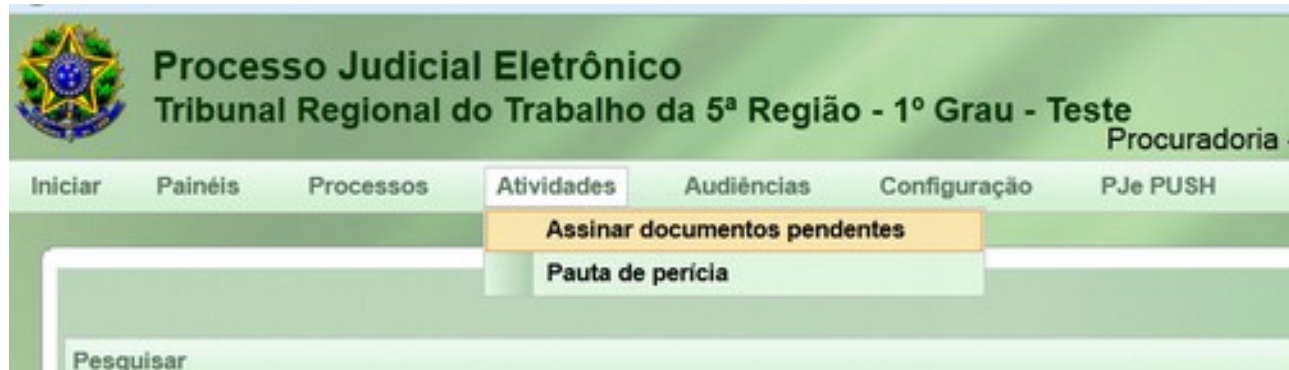 Processo Judicial Eletrônico
Tribunal Regional do Trabalho da 5ª Região - 1º Grau - Teste
Procuradoria
Iniciar Painéis Processos Atividades Audiências Configuração PJe PUSH
Assinar documentos pendentes
Pauta de perícia
Pesquisar